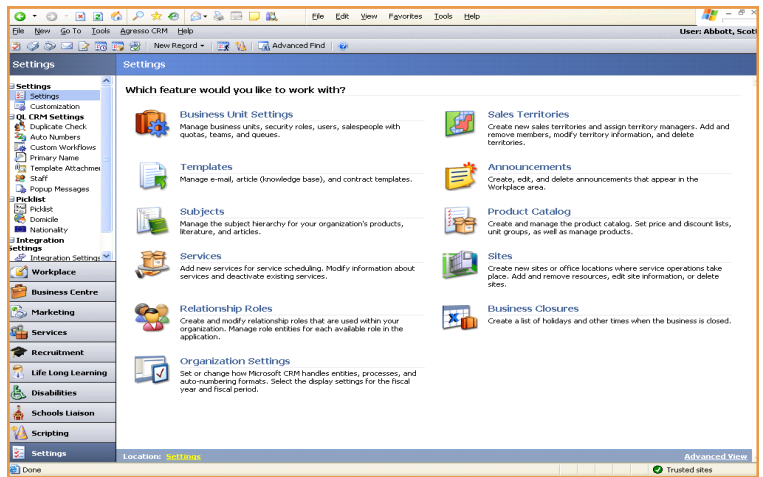 File Edit View Favorites Tools Help
File New Go To Tools Agresso CRM Help
User: Abbott, Scott
New Record Advanced Find
Settings
Settings
Settings
Settings
Customization
QL CRM Settings
Duplicate Check
Auto Numbers
Custom Workflows
Primary Name
Template Attachmen
Staff
Popup Messages
Picklist
Picklist
Domicile
Nationality
Integration
Settings
Integration Settings
Workplace
Business Centre
Marketing
Services
Recruitment
Life Long Learning
Disabilities
Schools Liaison
Scripting
Settings
Which feature would you like to work with?
Business Unit Settings
Manage business units, security roles, users, salespeople with
quotas, teams, and queues.
Templates
Manage e-mail, article (knowledge base), and contract templates.
Subjects
Manage the subject hierarchy for your organization's products,
literature, and articles.
Services
Add new services for service scheduling. Modify information about
services and deactivate existing services.
Relationship Roles
Create and modify relationship roles that are used within your
organization. Manage role entities for each available role in the
application.
Organization Settings
Set or change how Microsoft CRM handles entities, processes, and
auto-numbering formats. Select the display settings for the fiscal
year and fiscal period.
Sales Territories
Create new sales territories and assign territory managers. Add and
remove members, modify territory information, and delete
territories.
Announcements
Create, edit, and delete announcements that appear in the
Workplace area.
Product Catalog
Create and manage the product catalog. Set price and discount lists,
unit groups, as well as manage products.
Sites
Create new sites or office locations where service operations take
place. Add and remove resources, edit site information, or delete
sites.
Business Closures
Create a list of holidays and other times when the business is closed.
Location: Settings
Advanced View
Done
Trusted sites